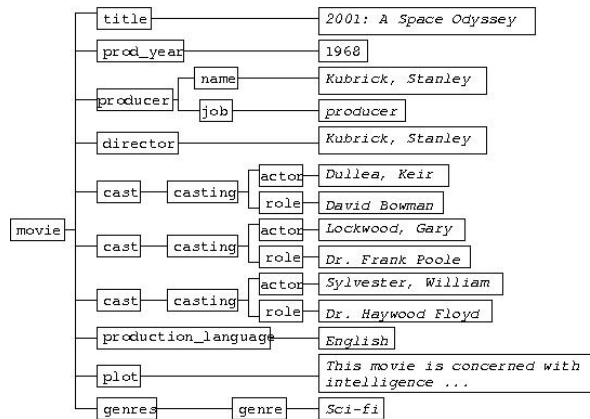 title 2001: A Space Odyssey
prod_year 1968
name Kubrick, Stanley
producer
job producer
director Kubrick, Stanley
actor Dullea, Keir
cast casting
role David Bowman
movie
actor Lockwood, Gary
cast casting
role Dr. Frank Poole
actor Sylvester, William
cast casting
role Dr. Haywood Floyd
production_language English
plot This movie is concerned with
intelligence ...
genres genre Sci-fi